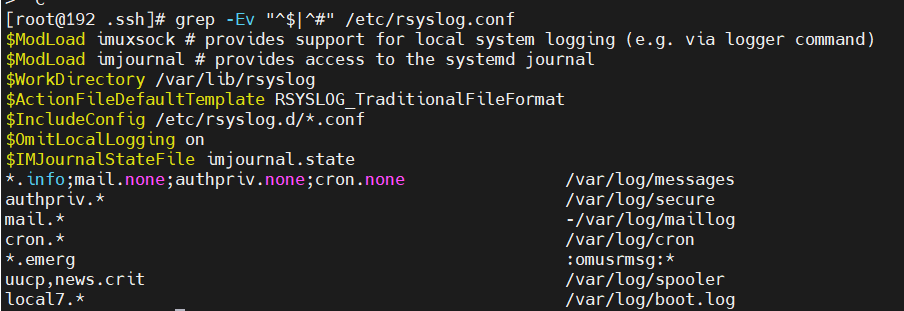 [root@192 .ssh]# grep -Ev "^$|^#" /etc/rsyslog.conf
$ModLoad imuxsock # provides support for local system logging (e.g. via logger command)
$ModLoad imjournal # provides access to the systemd journal
$WorkDirectory /var/lib/rsyslog
$ActionFileDefaultTemplate RSYSLOG_TraditionalFileFormat
$IncludeConfig /etc/rsyslog.d/*.conf
$OmitLocalLogging on
$IMJournalStateFile imjournal.state
*.info;mail.none;authpriv.none;cron.none                /var/log/messages
authpriv.*                                              /var/log/secure
mail.*                                                  -/var/log/maillog
cron.*                                                  /var/log/cron
*.emerg                                                 :omusrmsg:*
uucp,news.crit                                          /var/log/spooler
local7.*                                                /var/log/boot.log